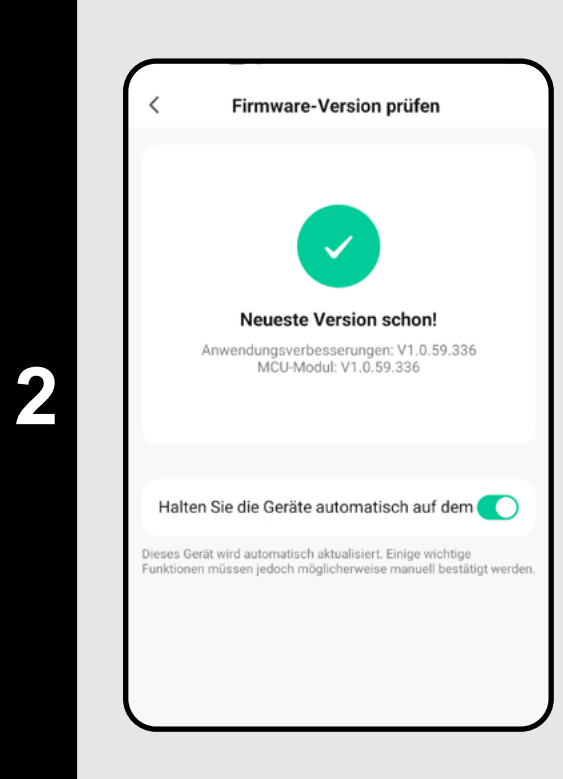 Firmware-Version prüfen
Neueste Version schon!
Anwendungsverbesserungen: V1.0.59.336
MCU-Modul: V1.0.59.336
2
Halten Sie die Geräte automatisch auf dem
Dieses Gerät wird automatisch aktualisiert. Einige wichtige
Funktionen müssen jedoch möglicherweise manuell bestätigt werden.